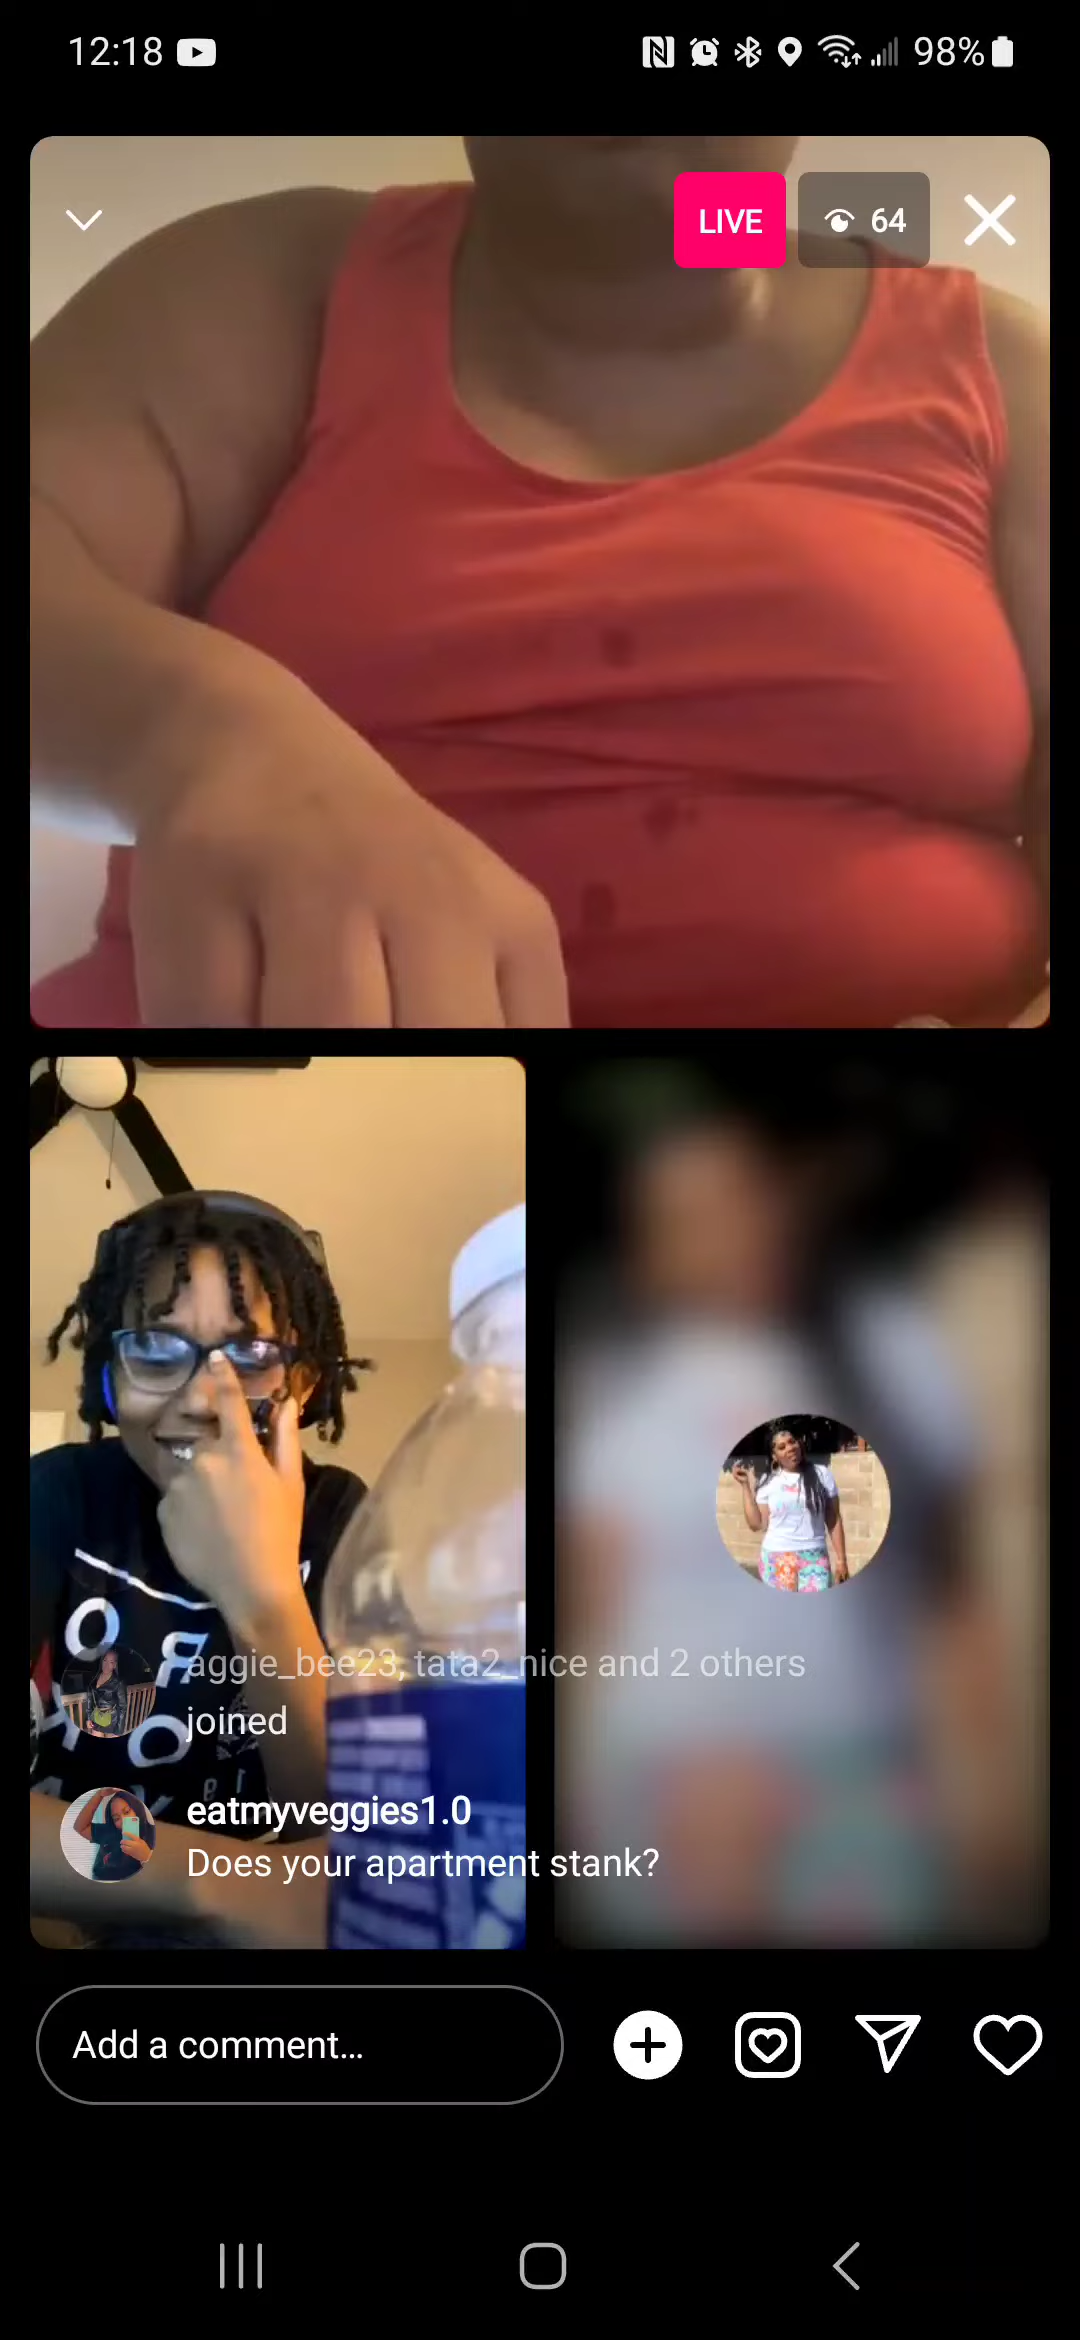 12:18
98%
LIVE
64
aggie_bee23, tata2_nice and 2 others
joined
eatmyveggies1.0
Does your apartment stank?
Add a comment...